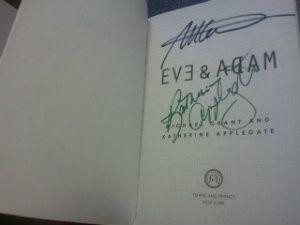 EVE & ADAM
MICHAEL GRANT AND
KATHERINE APPLEGATE
FEIWEL AND FRIENDS
NEW YORK